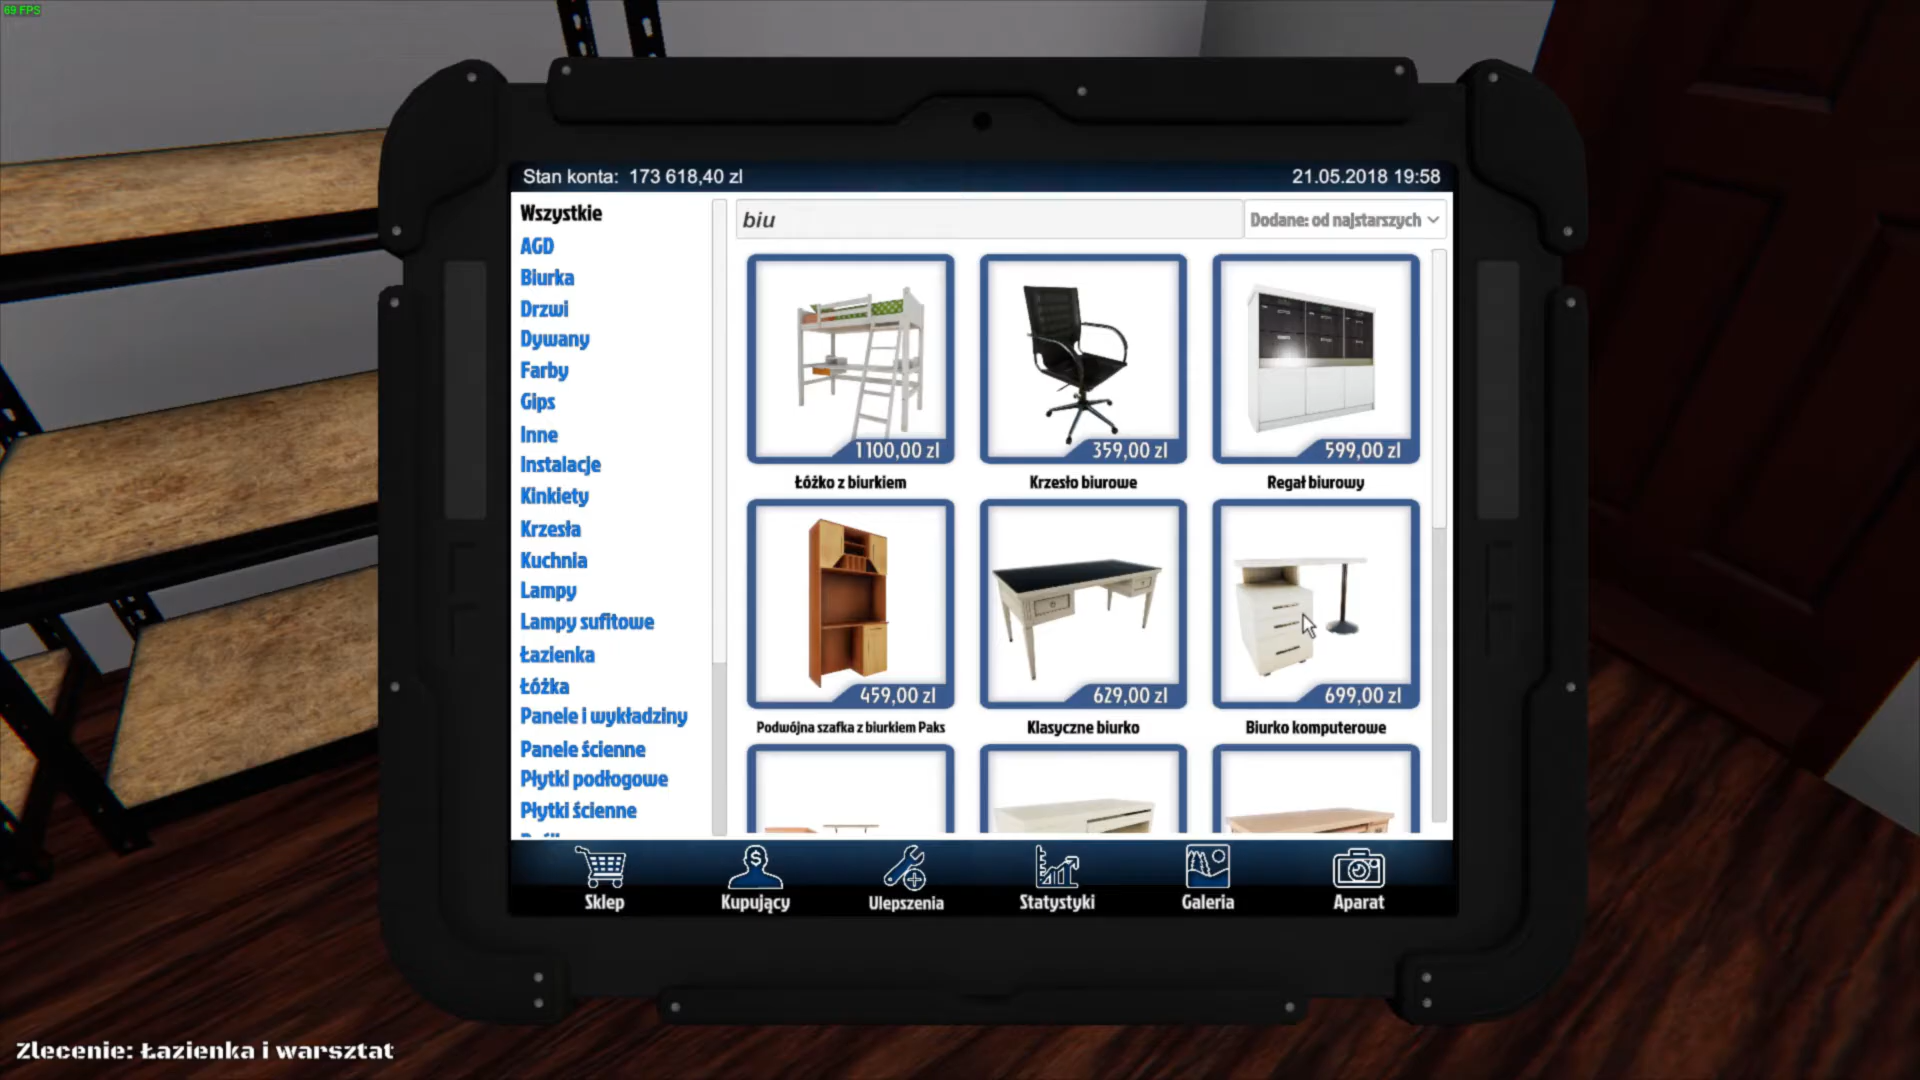 69 FPS
Stan konta: 173 618,40 zl
21.05.2018 19:58
Wszystkie
AGD
Biurka
Drzwi
Dywany
Farby
Gips
Inne
Instalacje
Kinkiety
Krzesła
Kuchnia
Lampy
Lampy sufitowe
Łazienka
Łóżka
Panele i wykładziny
Panele ścienne
Płytki podłogowe
Płytki ścienne
biu
Dodane: od najstarszych
1100,00 zl
359,00 zl
599,00 zl
Łóżko z biurkiem
Krzesło biurowe
Regał biurowy
459,00 zl
629,00 zl
699,00 zl
Podwójna szafka z biurkiem Paks
Klasyczne biurko
Biurko komputerowe
Sklep
Kupujący
Ulepszenia
Statystyki
Galeria
Aparat
Zlecenie: Łazienka i warsztat